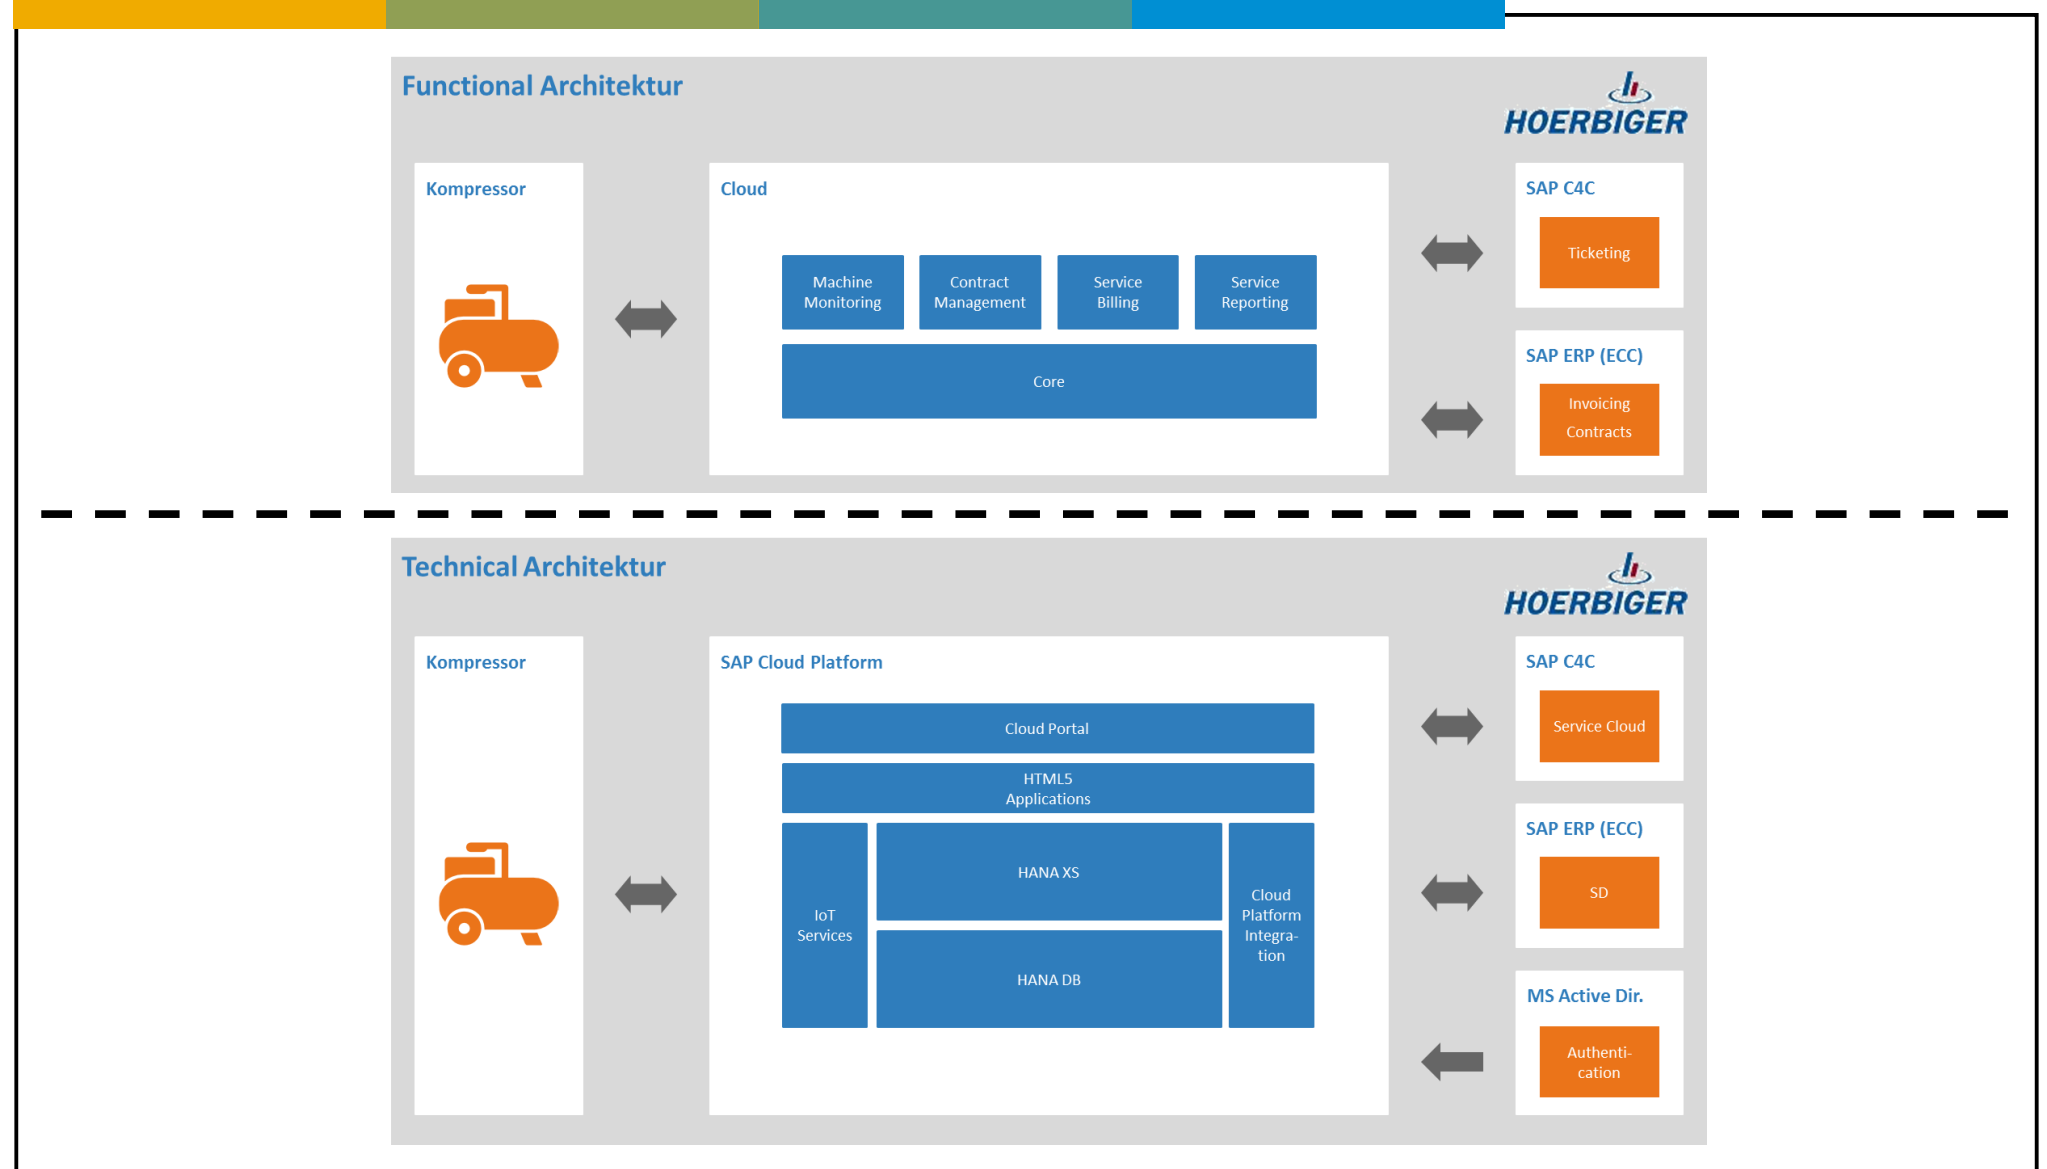 Functional Architektur
HOERBIGER
Kompressor
Cloud
Machine
Monitoring
Contract
Management
Service
Billing
Service
Reporting
Core
SAP C4C
Ticketing
SAP ERP (ECC)
Invoicing
Contracts
Technical Architektur
HOERBIGER
Kompressor
SAP Cloud Platform
Cloud Portal
HTML5
Applications
IoT
Services
HANA XS
HANA DB
Cloud
Platform
Integra-
tion
SAP C4C
Service Cloud
SAP ERP (ECC)
SD
MS Active Dir.
Authenti-
cation